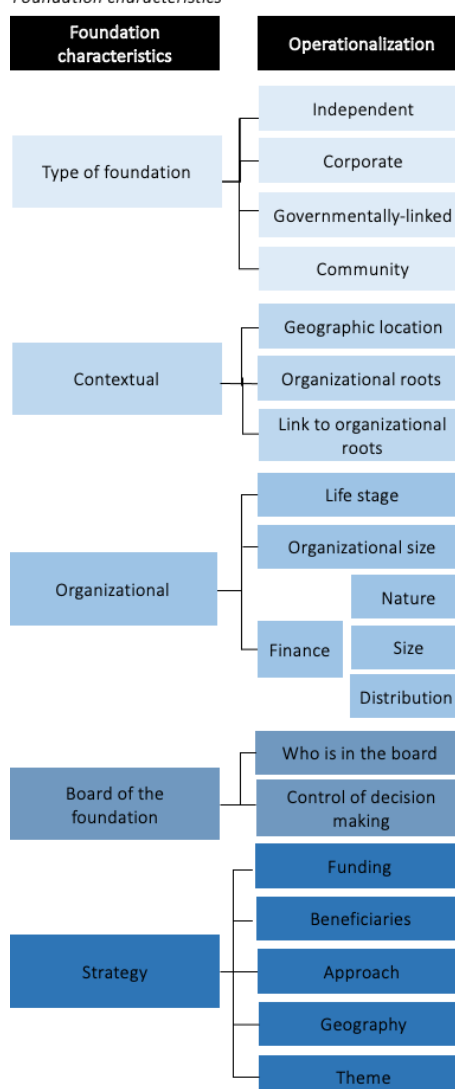 Foundation characteristics
Foundation
characteristics
Operationalization
Type of foundation
Independent
Corporate
Governmentally-linked
Community
Contextual
Geographic location
Organizational roots
Link to organizational
roots
Organizational
Life stage
Organizational size
Finance
Nature
Size
Distribution
Board of the
foundation
Who is in the board
Control of decision
making
Strategy
Funding
Beneficiaries
Approach
Geography
Theme